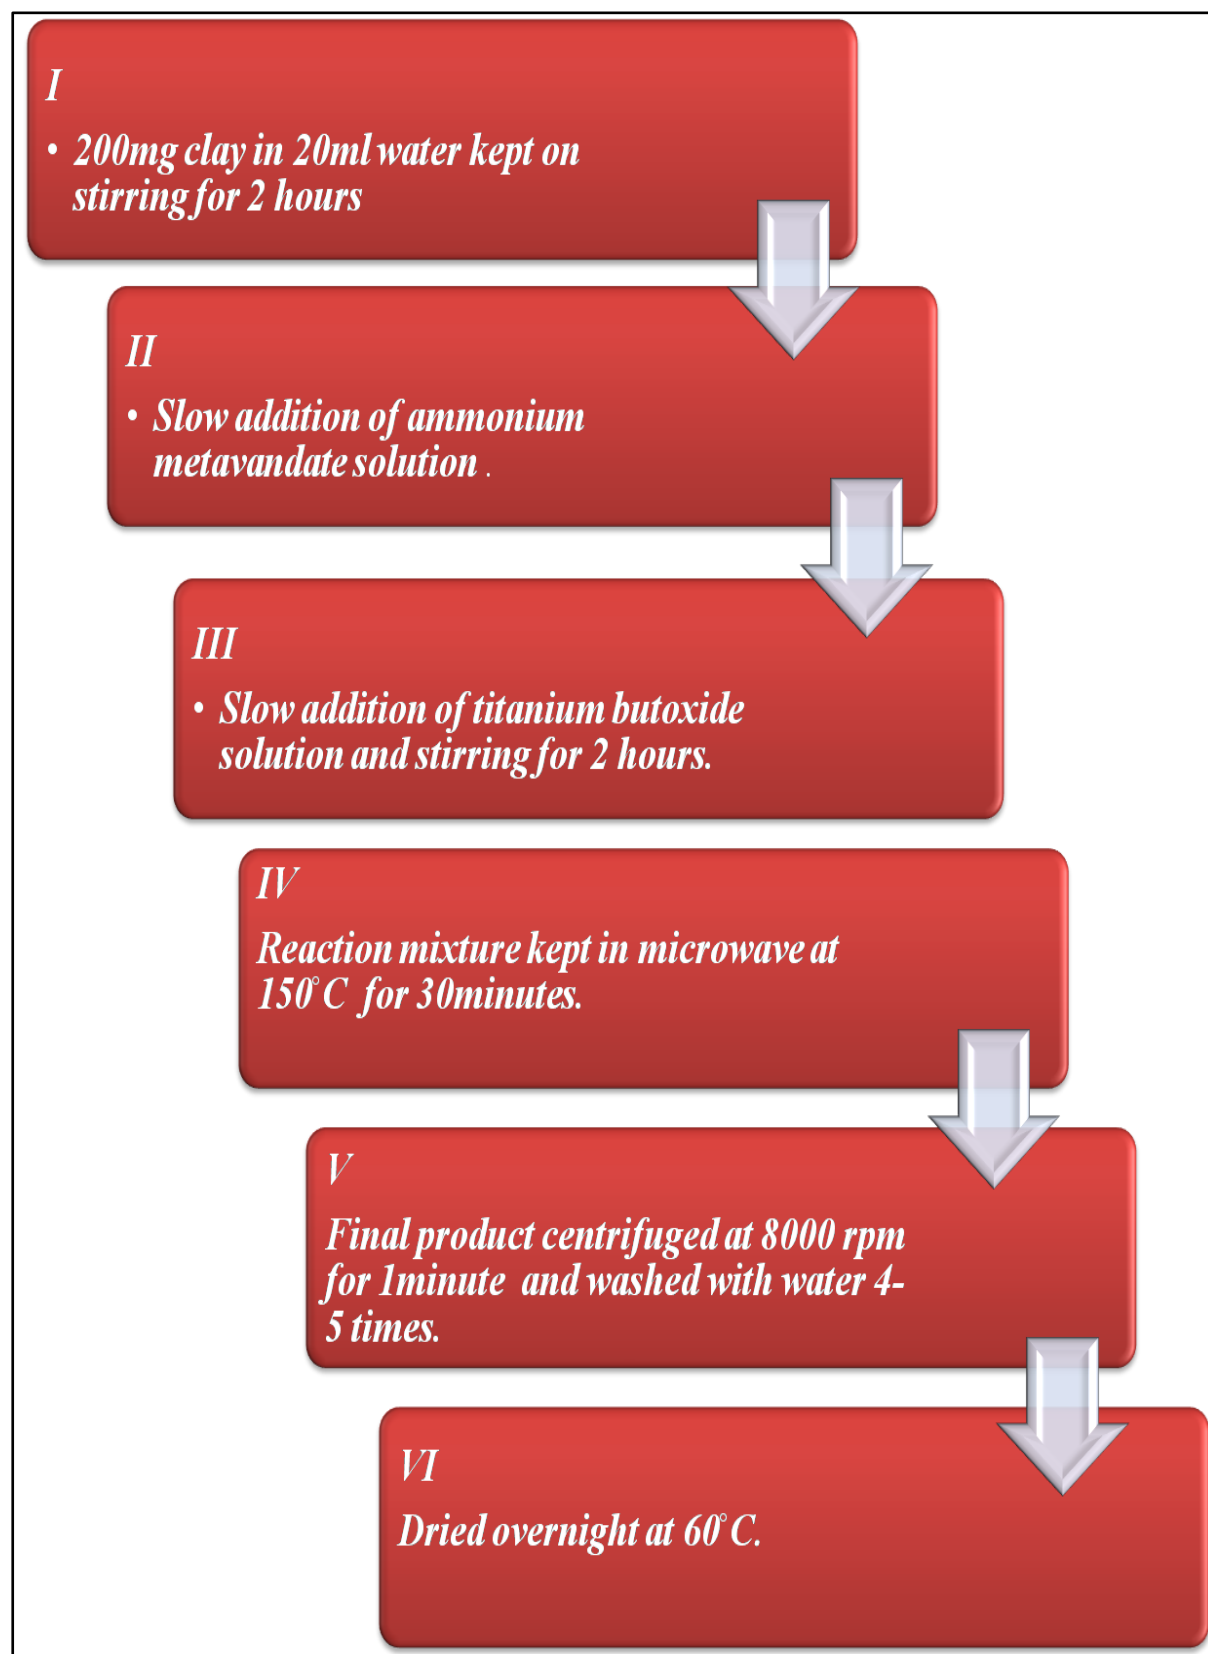 I
• 200mg clay in 20ml water kept on
stirring for 2 hours
II
• Slow addition of ammonium
metavandate solution .
III
• Slow addition of titanium butoxide
solution and stirring for 2 hours.
IV
Reaction mixture kept in microwave at
150°C for 30minutes.
V
Final product centrifuged at 8000 rpm
for 1minute and washed with water 4-
5 times.
VI
Dried overnight at 60°C.